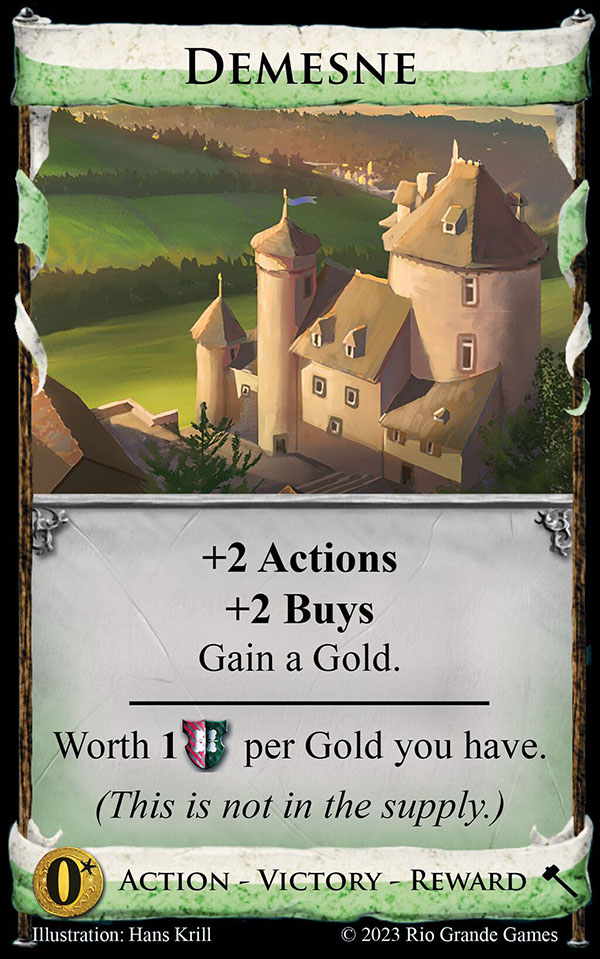 DEMESNE
+2 Actions
+2 Buys
Gain a Gold.
Worth 1 per Gold you have.
(This is not in the supply.)
0* ACTION - VICTORY - REWARD
Illustration: Hans Krill © 2023 Rio Grande Games